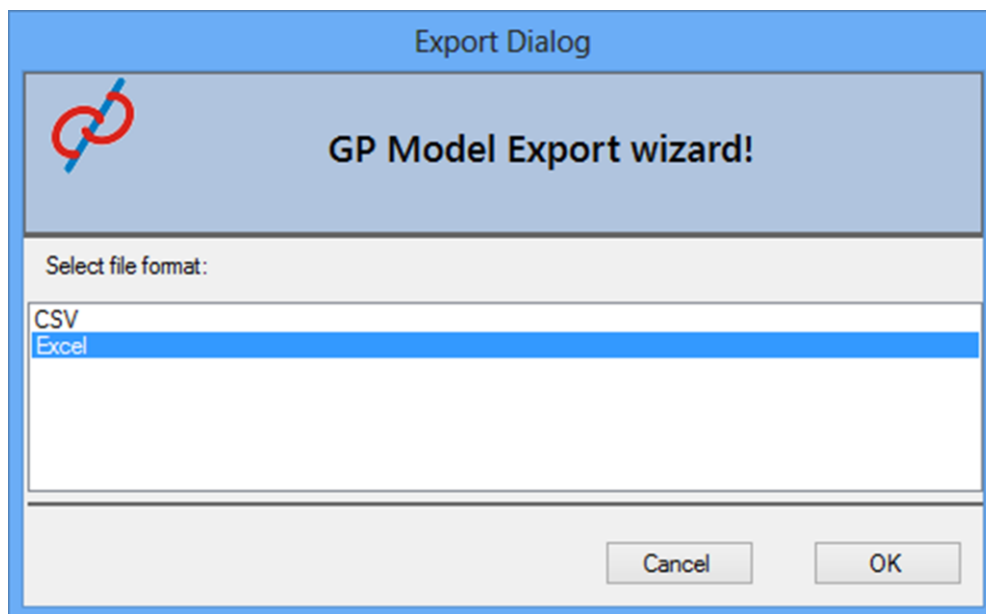 Export Dialog
GP Model Export wizard!
Select file format:
CSV
Excel
Cancel
OK